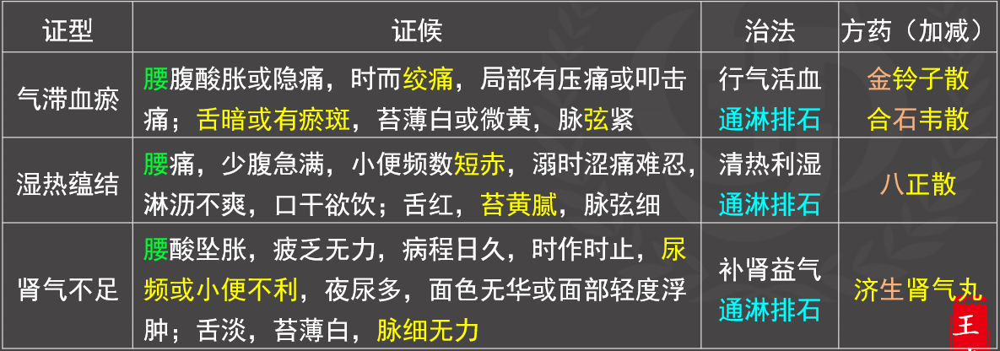 证型 证候 治法 方药（加减）
气滞血瘀
腰腹酸胀或隐痛，时而绞痛，局部有压痛或叩击
痛；舌暗或有瘀斑，苔薄白或微黄，脉弦紧
行气活血
通淋排石
金铃子散
合石韦散
湿热蕴结
腰痛，少腹急满，小便频数短赤，溺时涩痛难忍，
淋沥不爽，口干欲饮；舌红，苔黄腻，脉弦细
清热利湿
通淋排石
八正散
肾气不足
腰酸坠胀，疲乏无力，病程日久，时作时止，尿
频或小便不利，夜尿多，面色无华或面部轻度浮
肿；舌淡，苔薄白，脉细无力
补肾益气
通淋排石
济生肾气丸
王